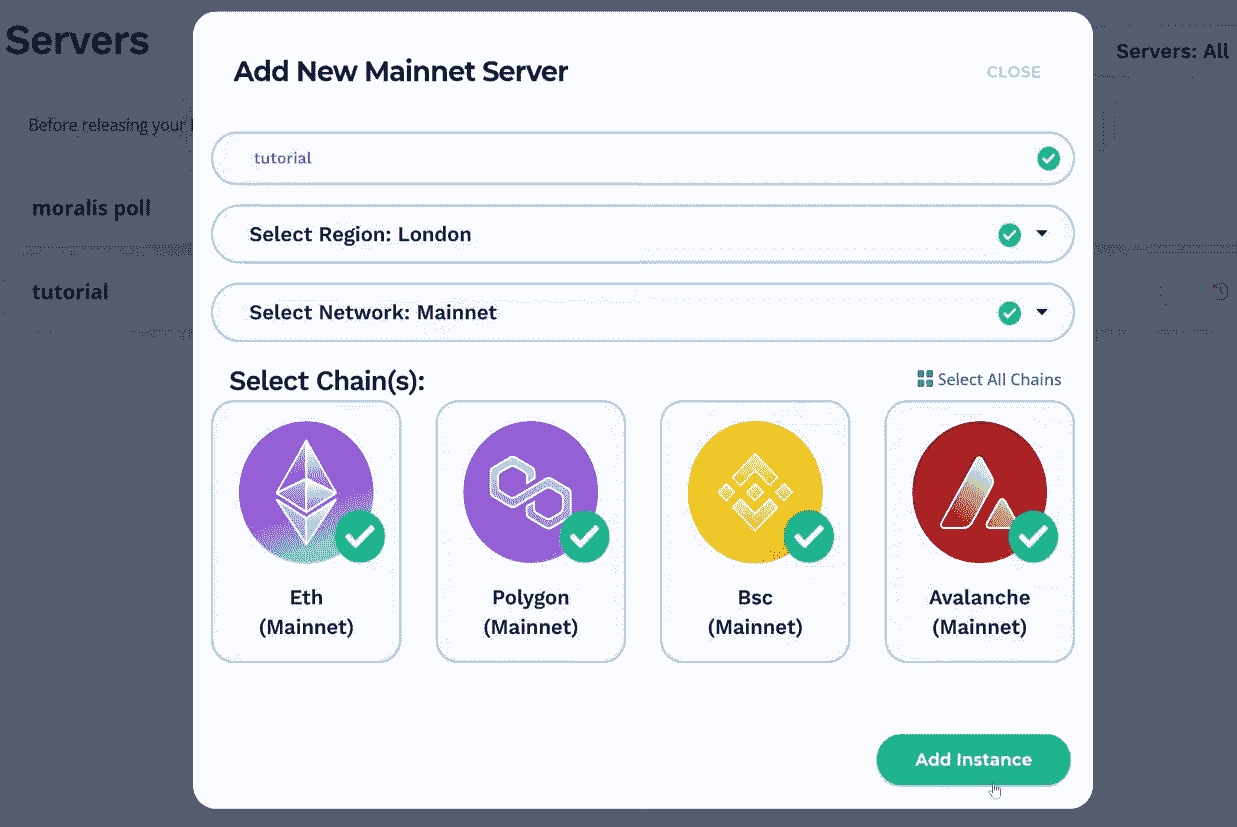 Servers
Servers: All
Add New Mainnet Server
CLOSE
Before releasing your
tutorial
moralis poll
Select Region: London
tutorial
Select Network: Mainnet
Select Chain(s):
Select All Chains
Eth
(Mainnet)
Polygon
(Mainnet)
Bsc
(Mainnet)
Avalanche
(Mainnet)
Add Instance